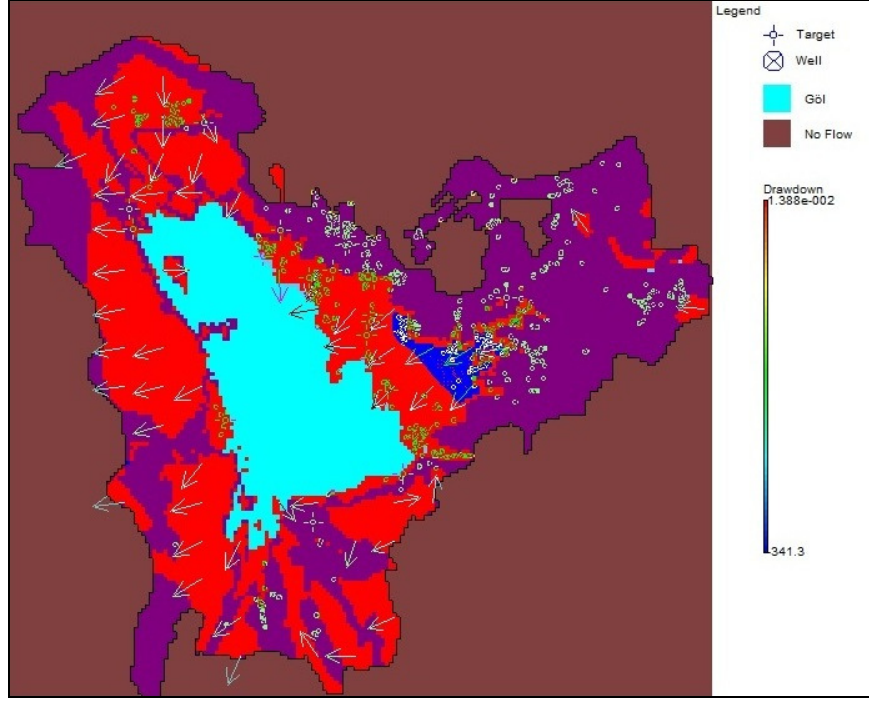 Legend
Target
Well
Göl
No Flow
Drawdown
1.388e-002
-341.3